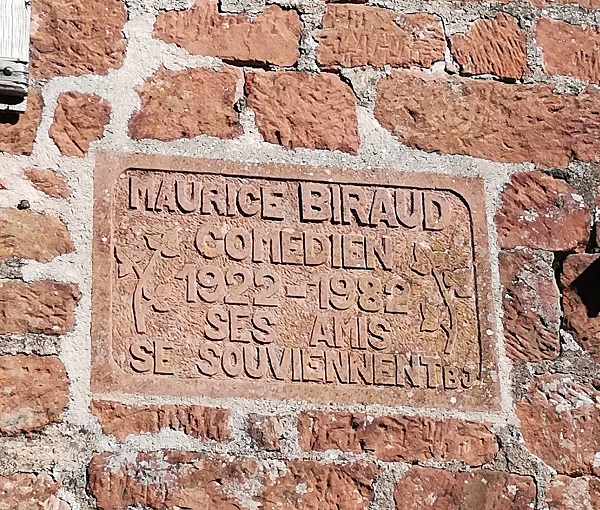 MAURICE BIRAUD
COMEDIEN
1922-1982
SES AMIS
SE SOUVIENNENT BJ